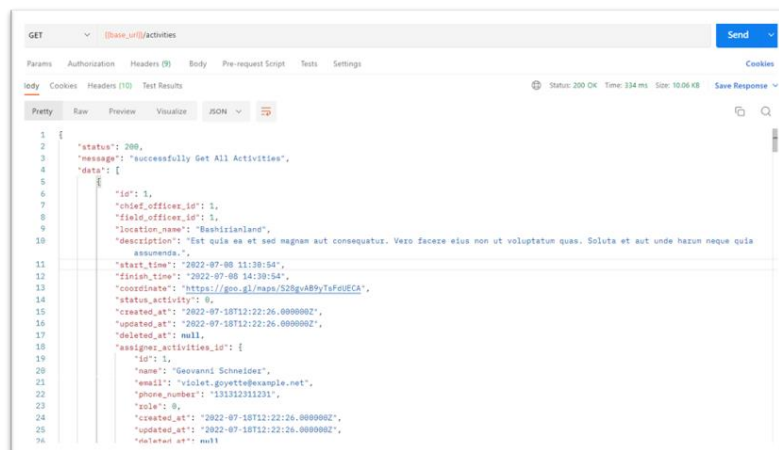 GET {{base_url}}/activities Send
Params Authorization Headers (9) Body Pre-request Script Tests Settings Cookies
Body Cookies Headers (10) Test Results Status: 200 OK Time: 334 ms Size: 10.06 KB Save Response
Pretty Raw Preview Visualize JSON
1 {
2 "status": 200,
3 "message": "successfully Get All Activities",
4 "data": [
5 {
6 "id": 1,
7 "chief_officer_id": 1,
8 "field_officer_id": 1,
9 "location_name": "Bashirianland",
10 "description": "Est quia ea et sed magnam aut consequatur. Vero facere eius non ut voluptatum quas. Soluta et aut unde harum neque quia
assumenda.",
11 "start_time": "2022-07-08 11:30:54",
12 "finish_time": "2022-07-08 14:30:54",
13 "coordinate": "https://goo.gl/maps/S28gvAB9yTsFdUECA",
14 "status_activity": 0,
15 "created_at": "2022-07-18T12:22:26.000000Z",
16 "updated_at": "2022-07-18T12:22:26.000000Z",
17 "deleted_at": null,
18 "assigner_activities_id": {
19 "id": 1,
20 "name": "Geovanni Schneider",
21 "email": "violet.goyette@example.net",
22 "phone_number": "131312311231",
23 "role": 0,
24 "created_at": "2022-07-18T12:22:26.000000Z",
25 "updated_at": "2022-07-18T12:22:26.000000Z",
26 "deleted_at": null